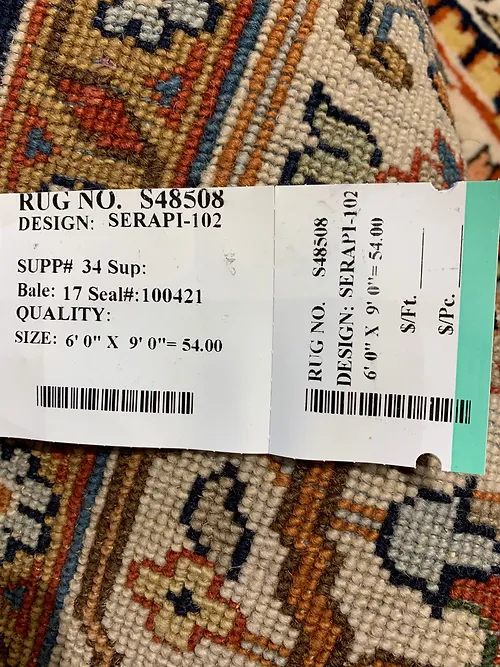 RUG NO. S48508
DESIGN: SERAPI-102
SUPP# 34 Sup:
Bale: 17 Seal#:100421
QUALITY:
SIZE: 6' 0" X 9' 0"= 54.00
RUG NO. S48508
DESIGN: SERAPI-102
6' 0" X 9' 0"= 54.00
$/Ft.
$/Pc.